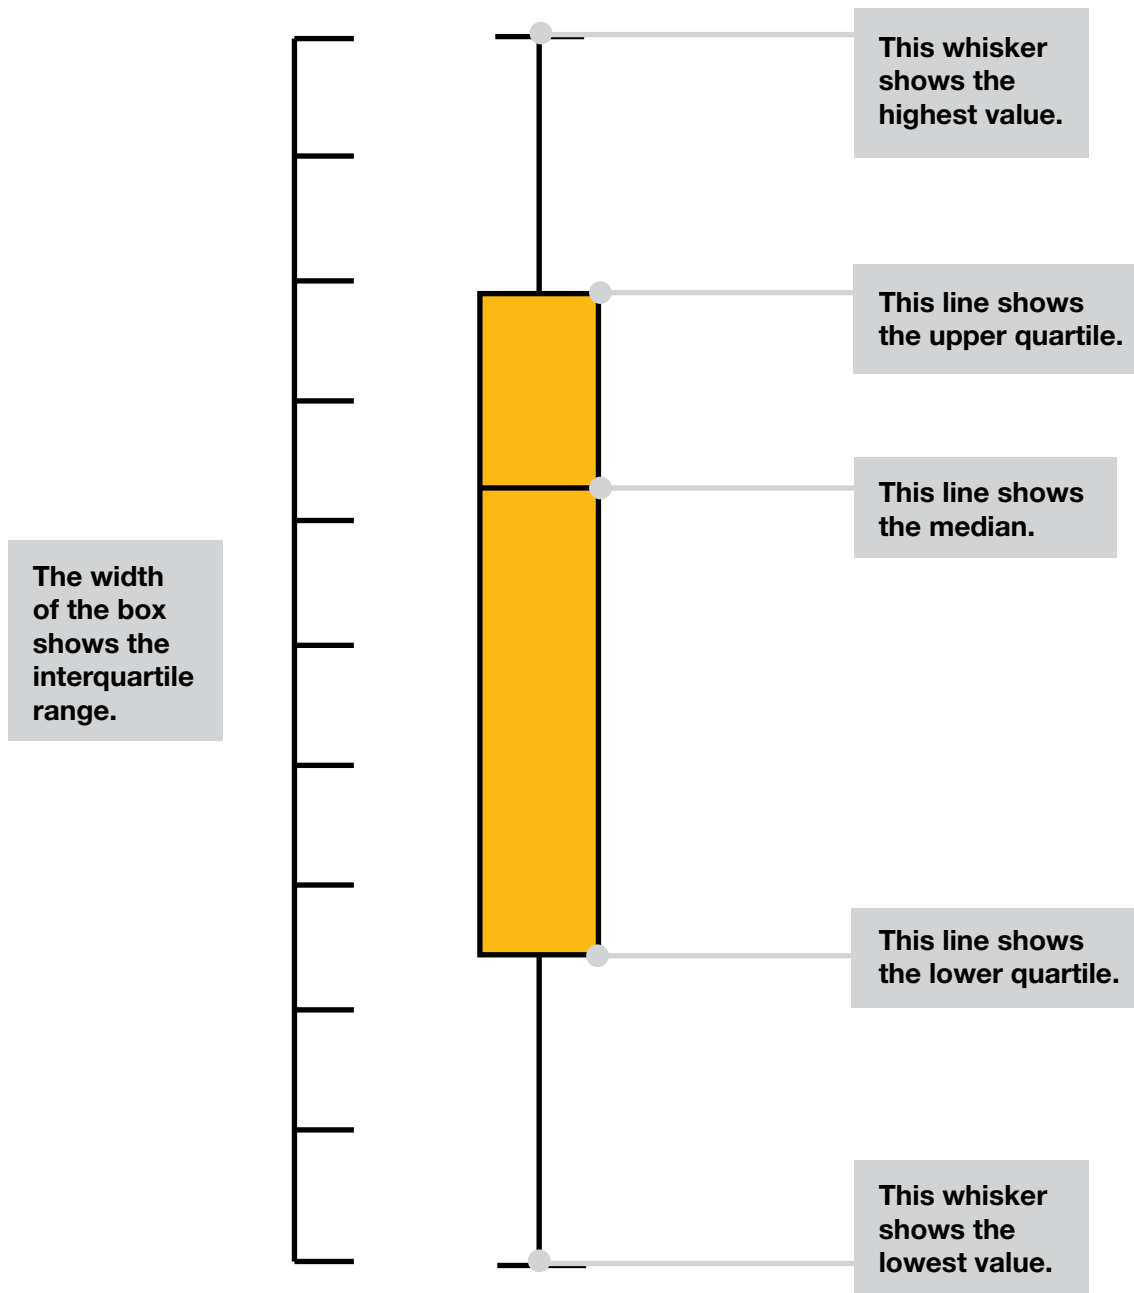 This whisker
shows the
highest value.
This line shows
the upper quartile.
This line shows
the median.
The width
of the box
shows the
interquartile
range.
This line shows
the lower quartile.
This whisker
shows the
lowest value.